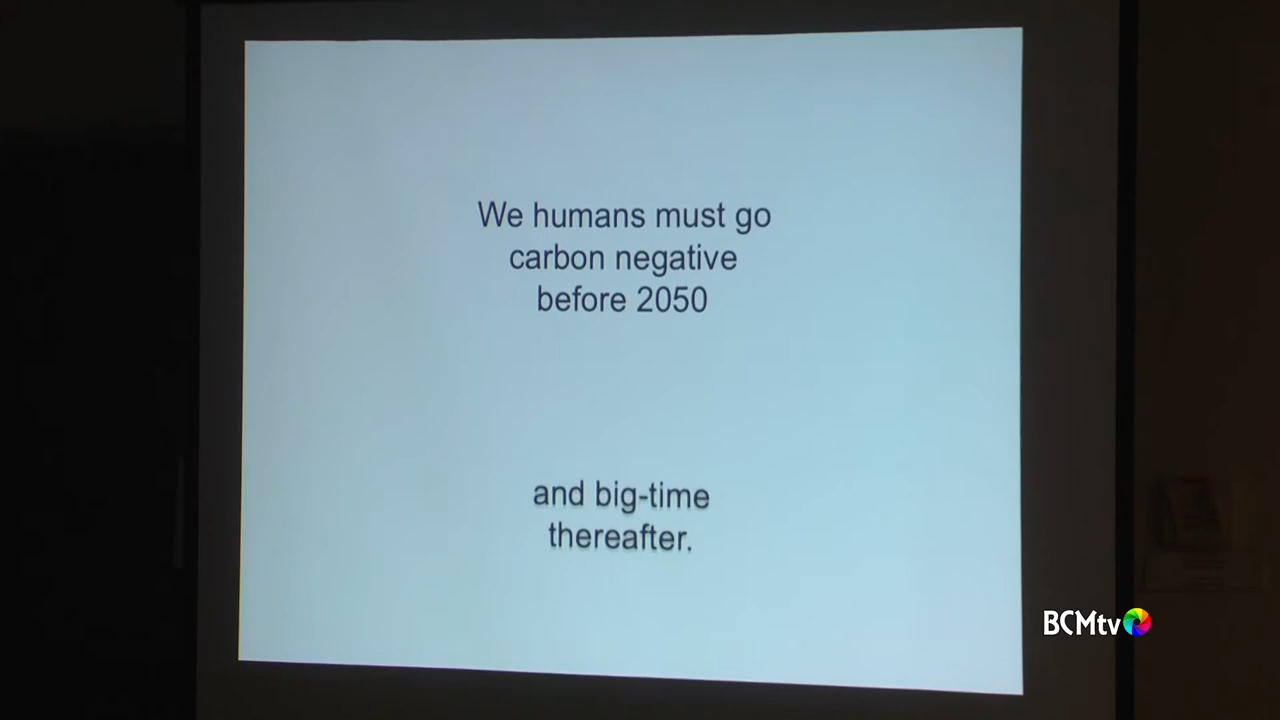 We humans must go
carbon negative
before 2050
and big-time
thereafter.
BCMtv